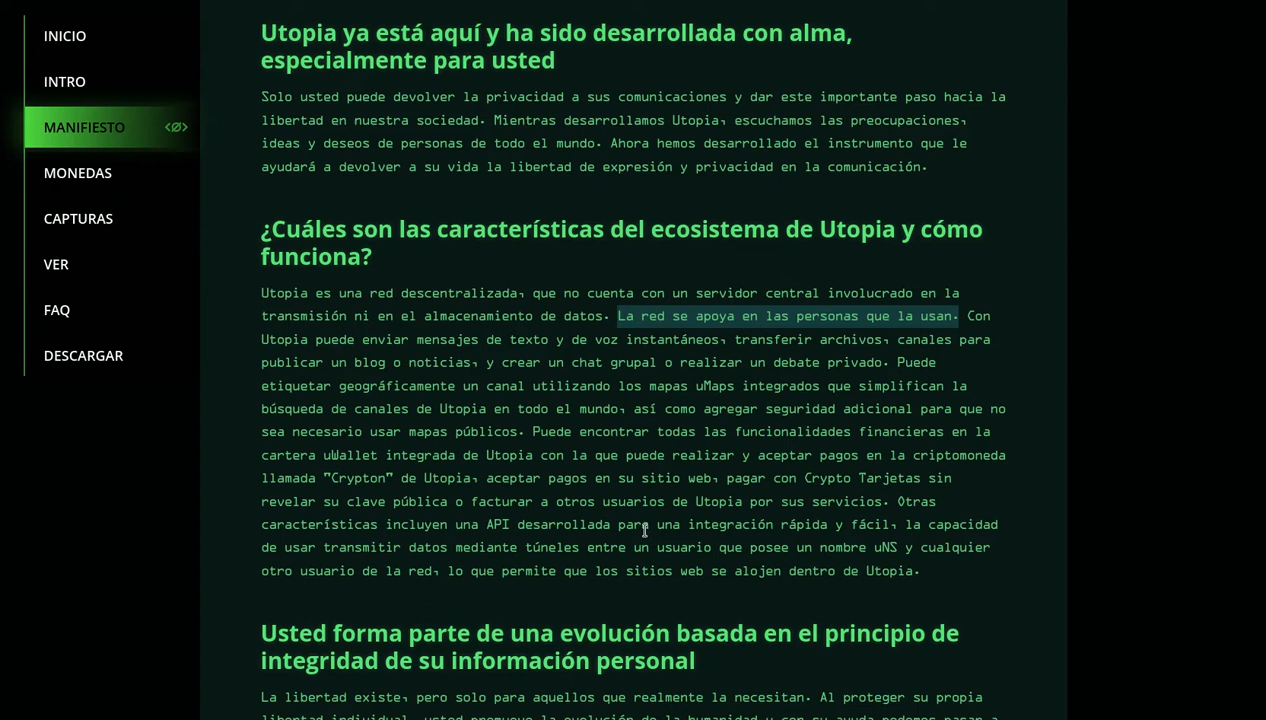 INICIO
INTRO
MANIFIESTO
MONEDAS
CAPTURAS
VER
FAQ
DESCARGAR
Utopia ya está aquí y ha sido desarrollada con alma,
especialmente para usted
Solo usted puede devolver la privacidad a sus comunicaciones y dar este importante paso hacia la
libertad en nuestra sociedad. Mientras desarrollamos Utopia, escuchamos las preocupaciones,
ideas y deseos de personas de todo el mundo. Ahora hemos desarrollado el instrumento que le
ayudará a devolver a su vida la libertad de expresión y privacidad en la comunicación.
¿Cuáles son las características del ecosistema de Utopia y cómo
funciona?
Utopia es una red descentralizada, que no cuenta con un servidor central involucrado en la
transmisión ni en el almacenamiento de datos. La red se apoya en las personas que la usan. Con
Utopia puede enviar mensajes de texto y de voz instantáneos, transferir archivos, canales para
publicar un blog o noticias, y crear un chat grupal o realizar un debate privado. Puede
etiquetar geográficamente un canal utilizando los mapas uMaps integrados que simplifican la
búsqueda de canales de Utopia en todo el mundo, así como agregar seguridad adicional para que no
sea necesario usar mapas públicos. Puede encontrar todas las funcionalidades financieras en la
cartera uWallet integrada de Utopia con la que puede realizar y aceptar pagos en la criptomoneda
llamada "Crypton" de Utopia, aceptar pagos en su sitio web, pagar con Crypto Tarjetas sin
revelar su clave pública o facturar a otros usuarios de Utopia por sus servicios. Otras
características incluyen una API desarrollada para una integración rápida y fácil, la capacidad
de usar transmitir datos mediante túneles entre un usuario que posee un nombre uNS y cualquier
otro usuario de la red, lo que permite que los sitios web se alojen dentro de Utopia.
Usted forma parte de una evolución basada en el principio de
integridad de su información personal
La libertad existe, pero solo para aquellos que realmente la necesitan. Al proteger su propia
libertad individual, usted promueve la evolución de la humanidad y con su ayuda podemos pasar a